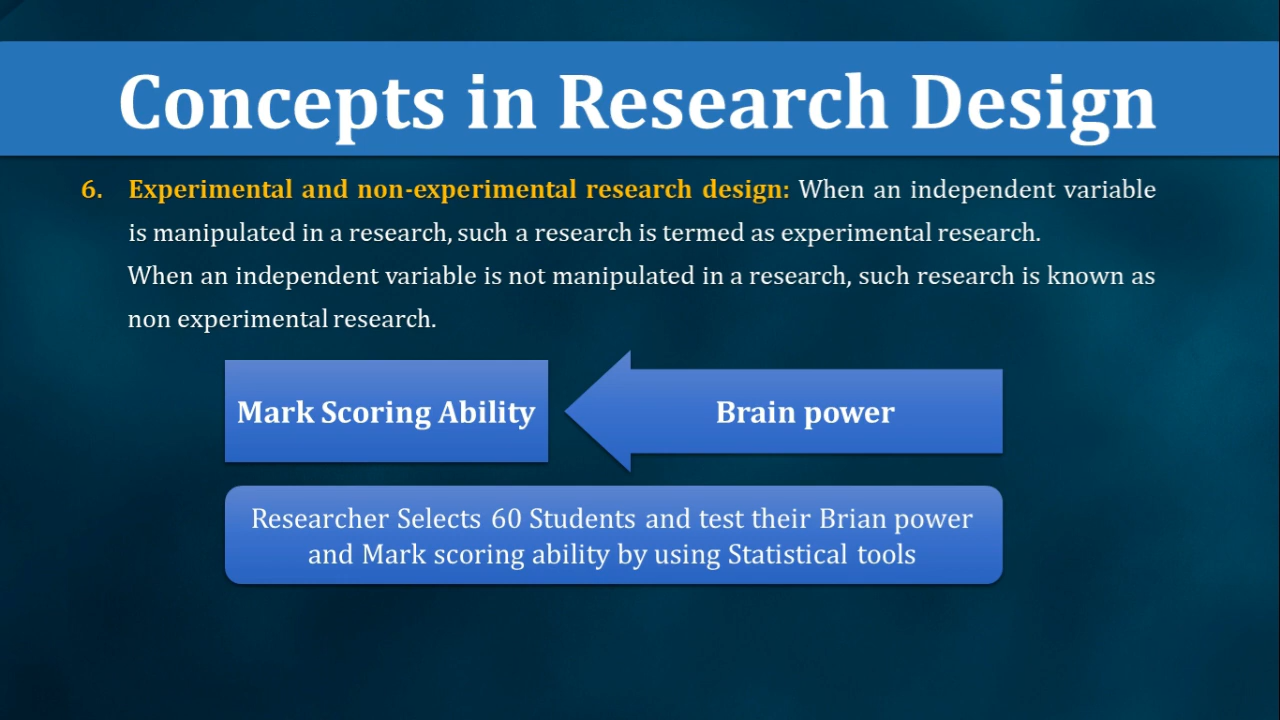 Concepts in Research Design
6. Experimental and non-experimental research design: When an independent variable
is manipulated in a research, such a research is termed as experimental research.
When an independent variable is not manipulated in a research, such research is known as
non experimental research.
Mark Scoring Ability
Brain power
Researcher Selects 60 Students and test their Brian power
and Mark scoring ability by using Statistical tools